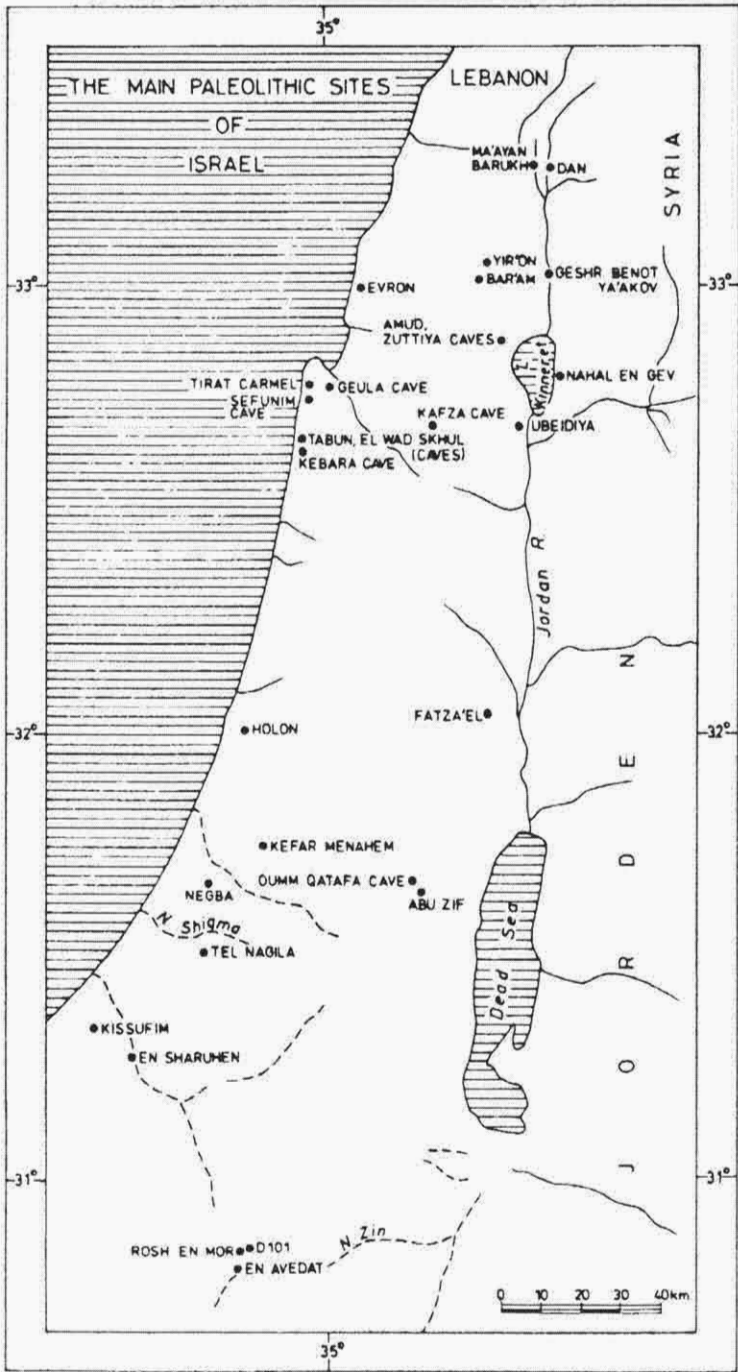 35°
THE MAIN PALEOLITHIC SITES
OF
ISRAEL
LEBANON
SYRIA
MA'AYAN
BARUKH
DAN
YIR'ON
BAR'AM
GESHR BENOT
YA'AKOV
33°
33°
EVRON
AMUD,
ZUTTIYA CAVES
L. Kinneret
NAHAL EN GEV
TIRAT CARMEL
GEULA CAVE
SEFUNIM
CAVE
KAFZA CAVE
UBEIDIYA
TABUN, EL WAD SKHUL
(CAVES)
KEBARA CAVE
Jordan R.
FATZA'EL
32°
32°
HOLON
JORDEN
KEFAR MENAHEM
OUMM QATAFA CAVE
ABU ZIF
NEGBA
N Shiqma
TEL NAGILA
Dead Sea
KISSUFIM
EN SHARUHEN
31°
31°
ROSH EN MOR
D101
N Zin
EN AVEDAT
0 10 20 30 40 km
35°